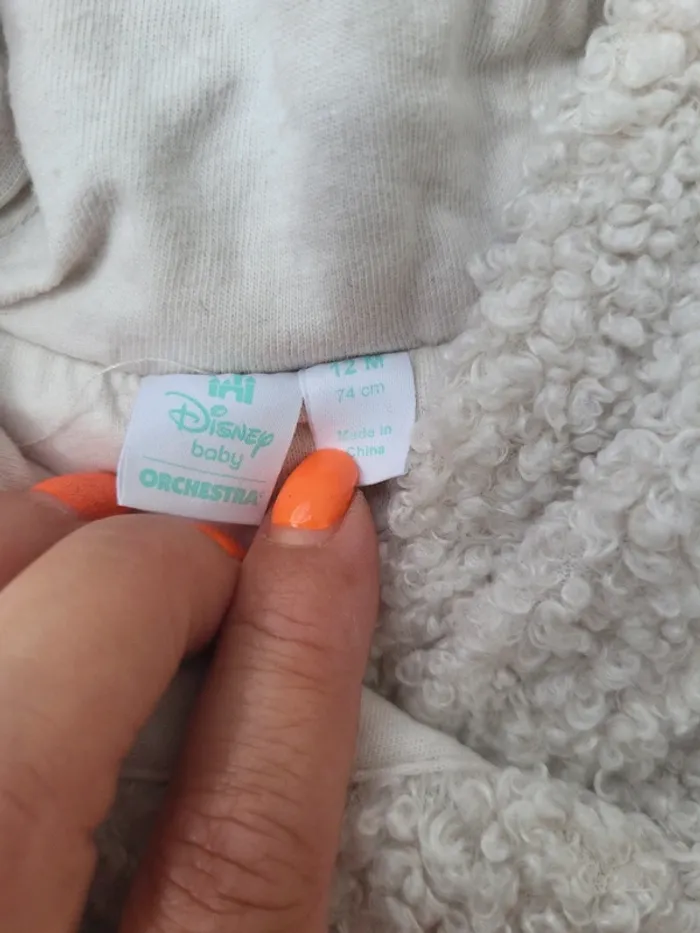 Disney
baby
ORCHESTRA
12 M
74 cm
Made in
China